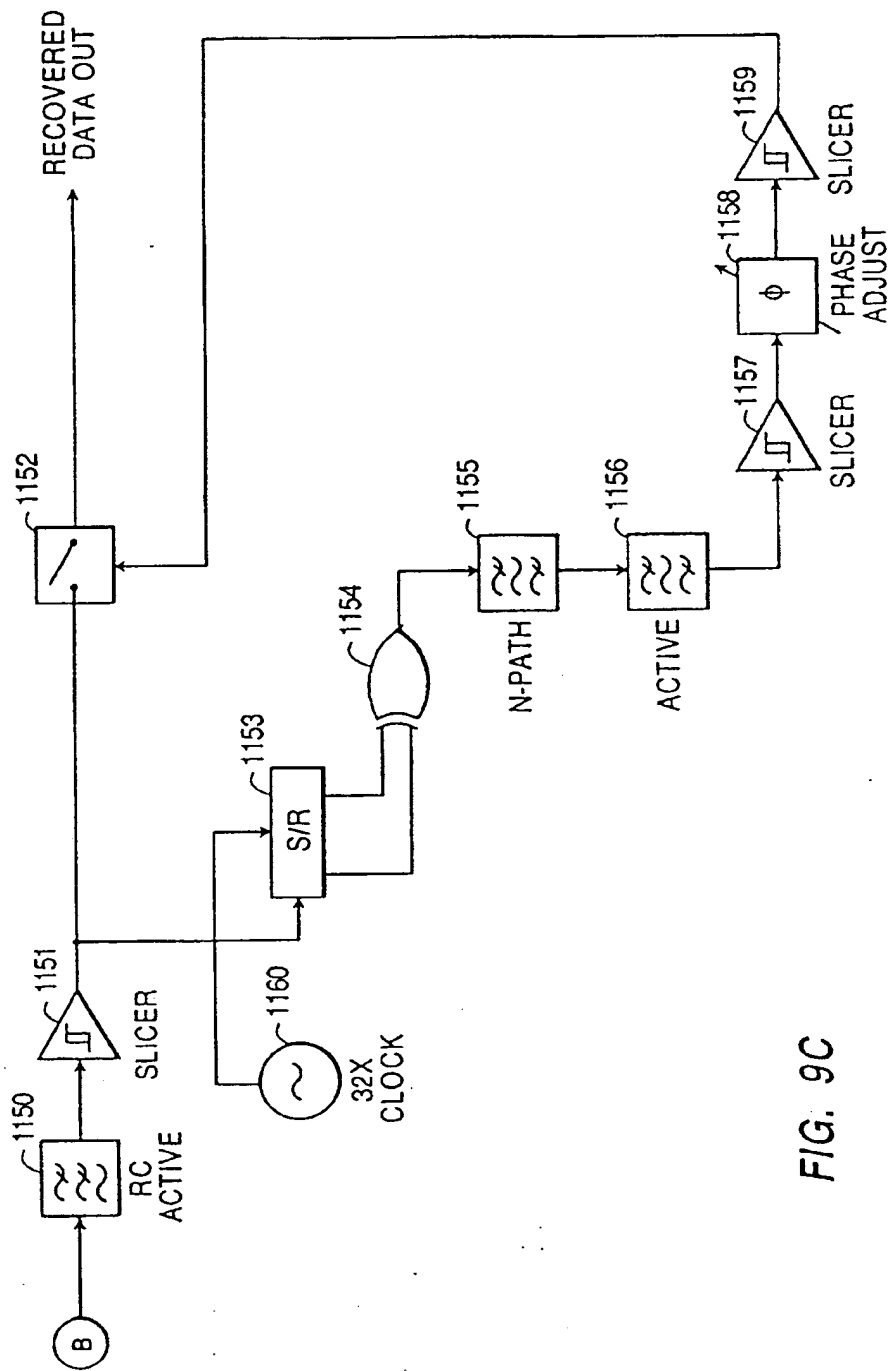 B
1150
RC
ACTIVE
1151
SLICER
1152
RECOVERED
DATA OUT
1160
32X
CLOCK
1153
S/R
1154
1155
N-PATH
1156
ACTIVE
1157
SLICER
1158
ϕ
PHASE
ADJUST
1159
SLICER
FIG. 9C